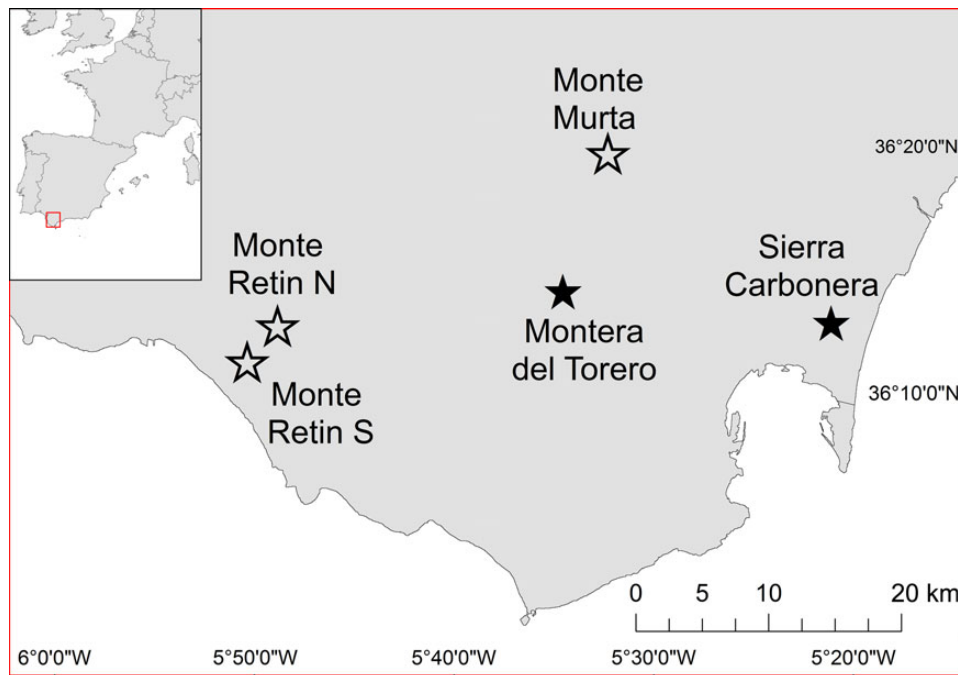 Monte
Murta
36°20'0"N
Monte
Retin N
Sierra
Carbonera
Montera
del Torero
Monte
Retin S
36°10'0"N
0 5 10 20 km
6°0'0"W 5°50'0"W 5°40'0"W 5°30'0"W 5°20'0"W